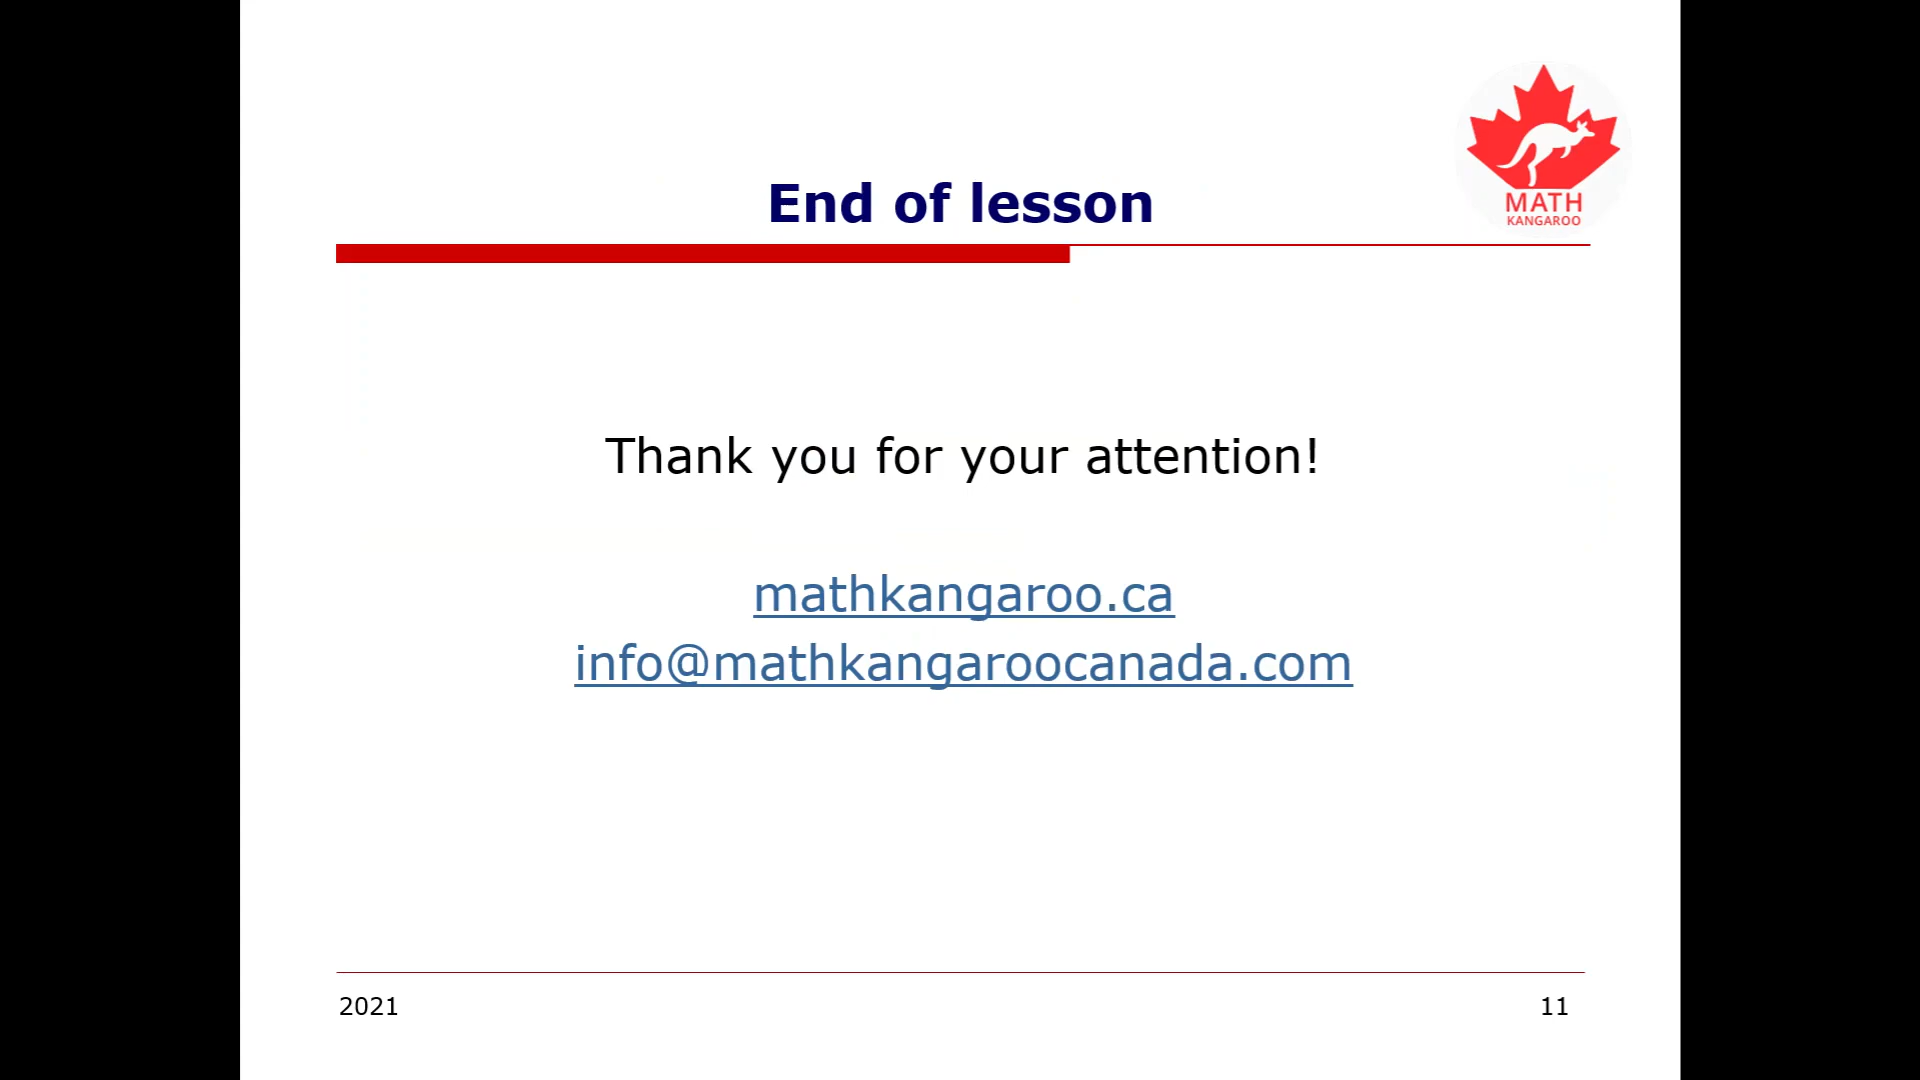 MATH
KANGAROO
End of lesson
Thank you for your attention!
mathkangaroo.ca
info@mathkangaroocanada.com
2021
11